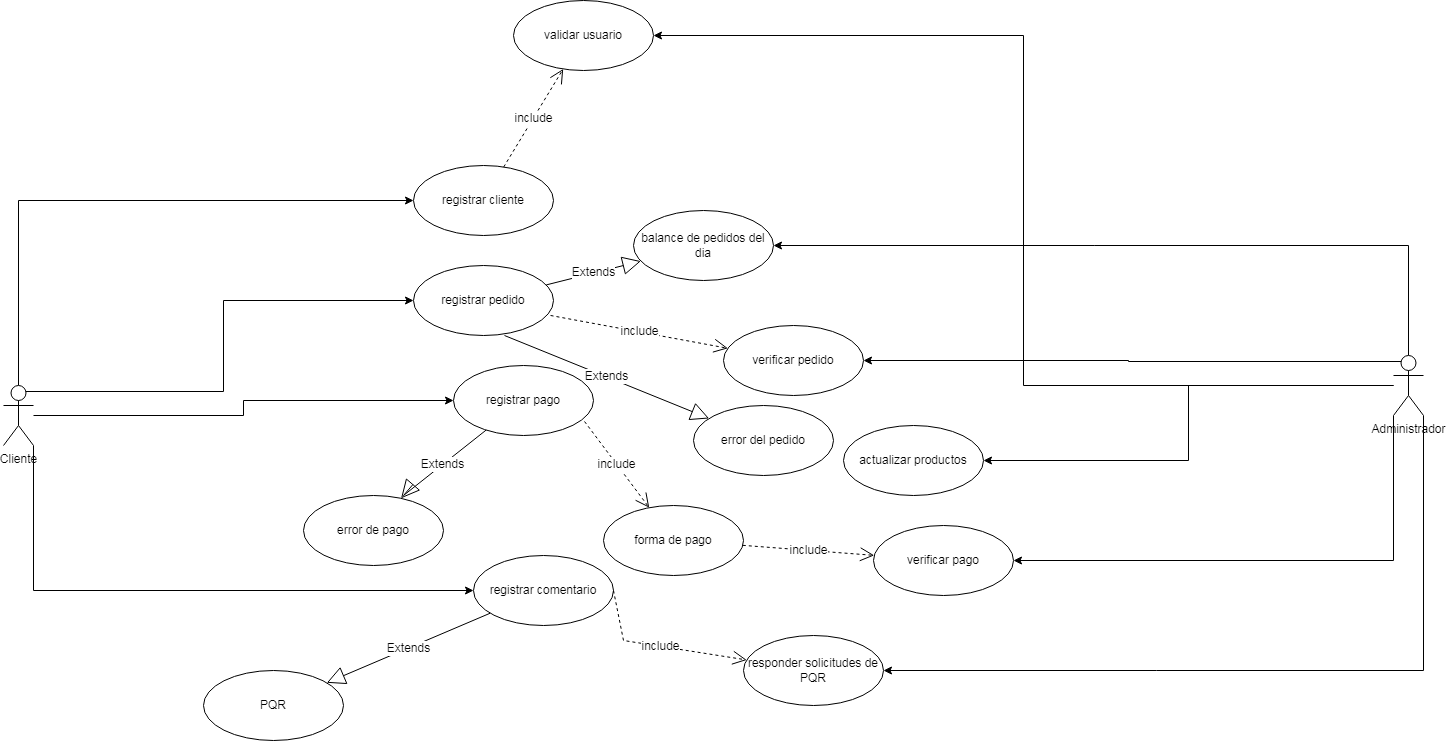 validar usuario
include
registrar cliente
balance de pedidos del
dia
Extends
registrar pedido
include
verificar pedido
Extends
registrar pago
error del pedido
Administrador
Cliente
Extends
include
actualizar productos
error de pago
forma de pago
include
verificar pago
registrar comentario
Extends
include
responder solicitudes de
PQR
PQR